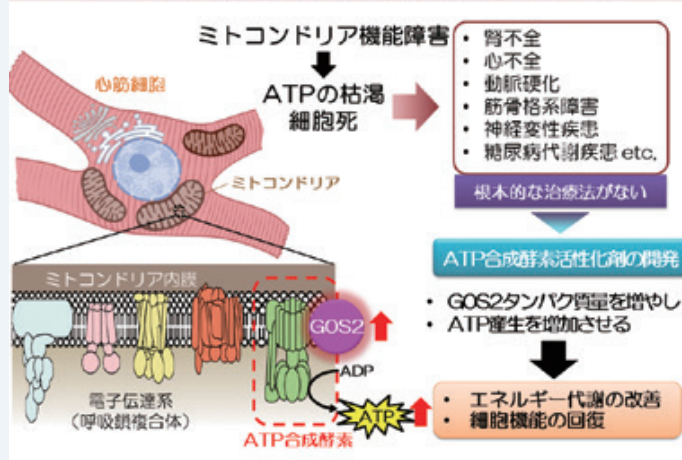 ミトコンドリア機能障害
ATPの枯渇
細胞死
・ 腎不全
・ 心不全
・ 動脈硬化
・ 筋骨格系障害
・ 神経変性疾患
・ 糖尿病代謝疾患 etc.
根本的な治療法がない
心筋細胞
ミトコンドリア
ATP合成酵素活性化剤の開発
・ G0S2タンパク質量を増やし
・ ATP産生を増加させる
ミトコンドリア内膜
G0S2
ADP
ATP
電子伝達系
(呼吸鎖複合体)
ATP合成酵素
・ エネルギー代謝の改善
・ 細胞機能の回復